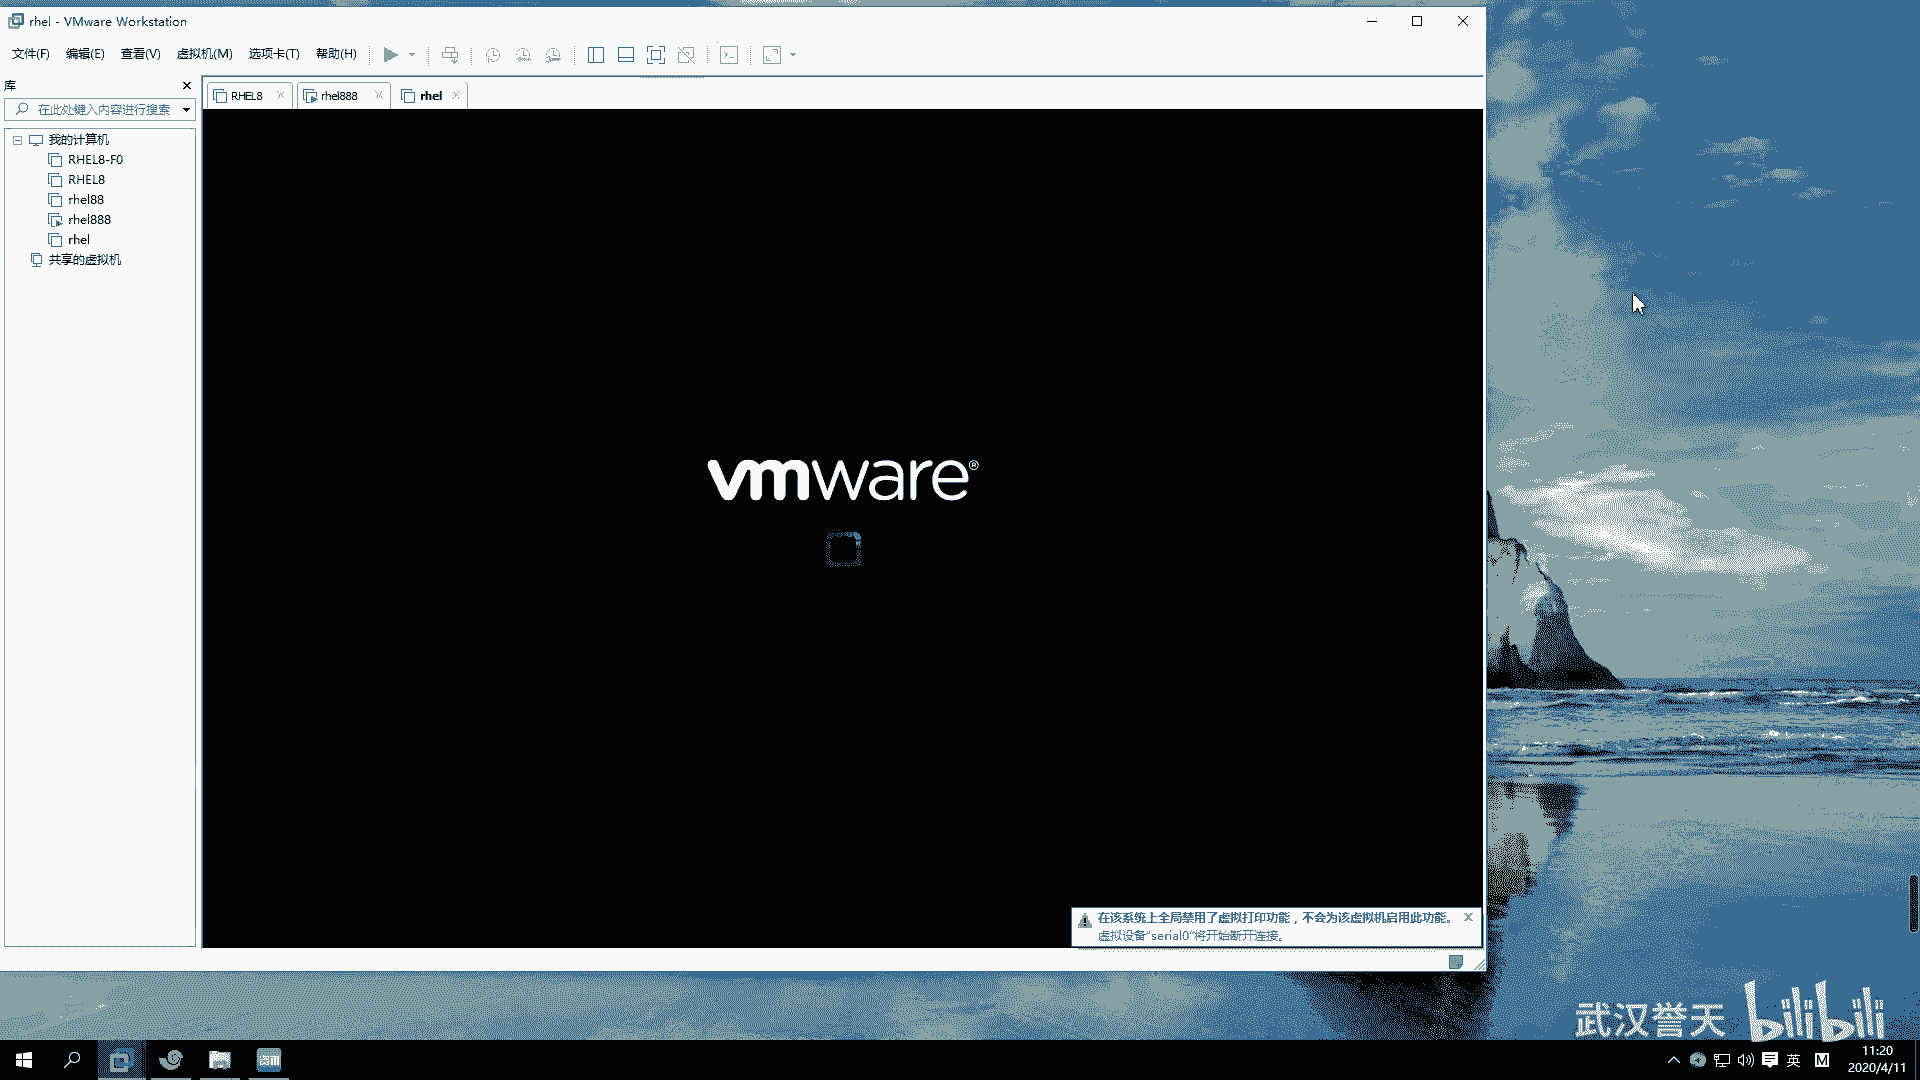 rhel - VMware Workstation
文件(F) 编辑(E) 查看(V) 虚拟机(M) 选项卡(T) 帮助(H)
库
在此处键入内容进行搜索
我的计算机
RHEL8-F0
RHEL8
rhel88
rhel888
rhel
共享的虚拟机
RHEL8 rhel888 rhel
vmware®
在该系统上全局禁用了虚拟打印功能，不会为该虚拟机启用此功能。
虚拟设备“serial0”将开始断开连接。
武汉誉天 bilibili
英 M
11:20
2020/4/11